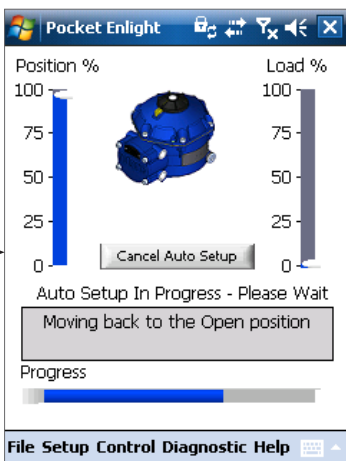 Pocket Enlight
Position %
Load %
100
100
75
75
50
50
25
25
0
0
Cancel Auto Setup
Auto Setup In Progress - Please Wait
Moving back to the Open position
Progress
File Setup Control Diagnostic Help